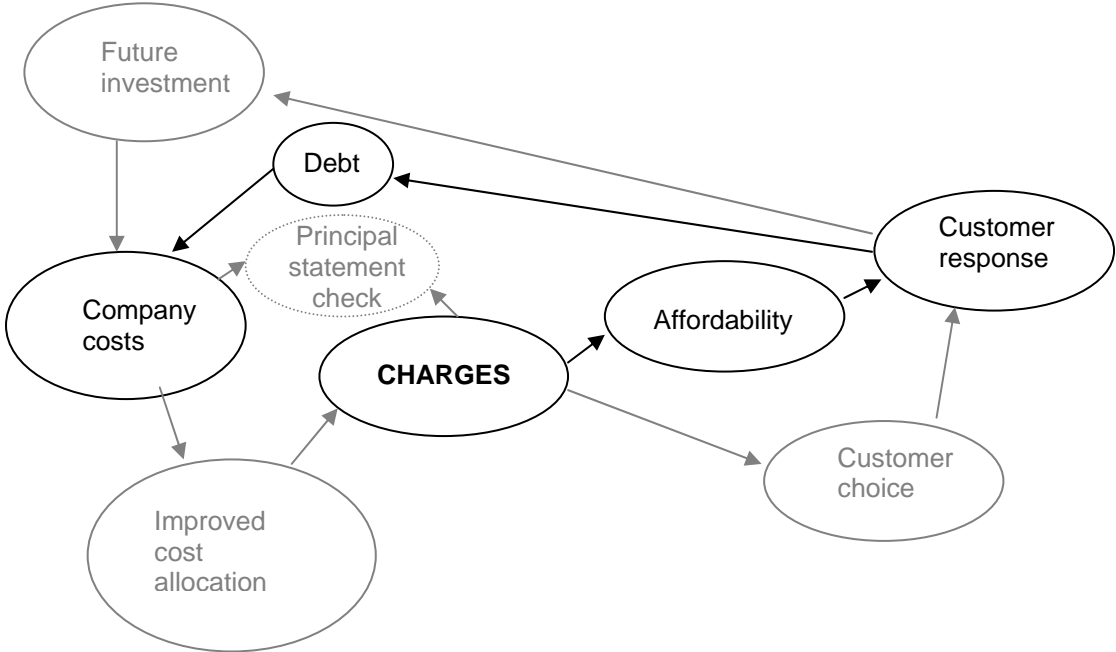 Future
investment
Debt
Principal
statement
check
Customer
response
Company
costs
Affordability
CHARGES
Customer
choice
Improved
cost
allocation